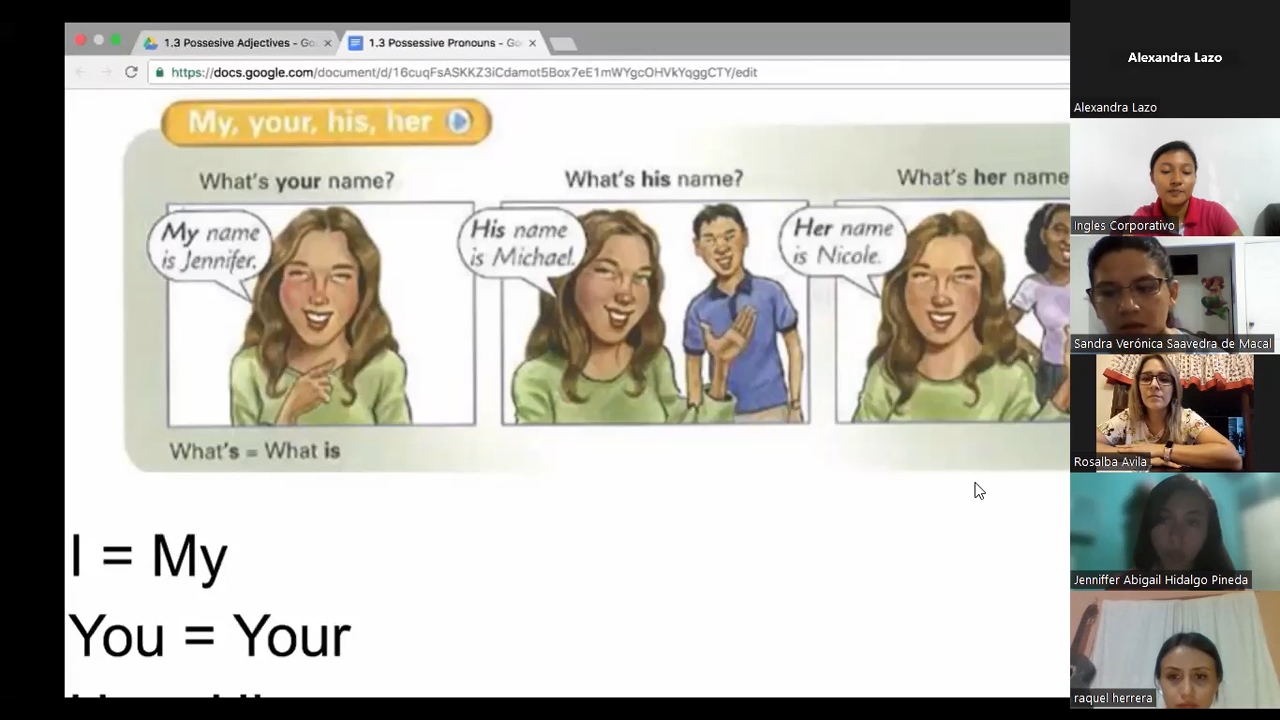 1.3 Possesive Adjectives - Go
1.3 Possessive Pronouns - Go
https://docs.google.com/document/d/16cuqFsASKKZ3iCdamot5Box7eE1mWYgcOHVkYqggCTY/edit
My, your, his, her
What's your name?
What's his name?
What's her name
My name
is Jennifer.
His name
is Michael.
Her name
is Nicole.
What's = What is
I = My
You = Your
Alexandra Lazo
Alexandra Lazo
Ingles Corporativo
Sandra Verónica Saavedra de Macal
Rosalba Avila
Jenniffer Abigail Hidalgo Pineda
raquel herrera